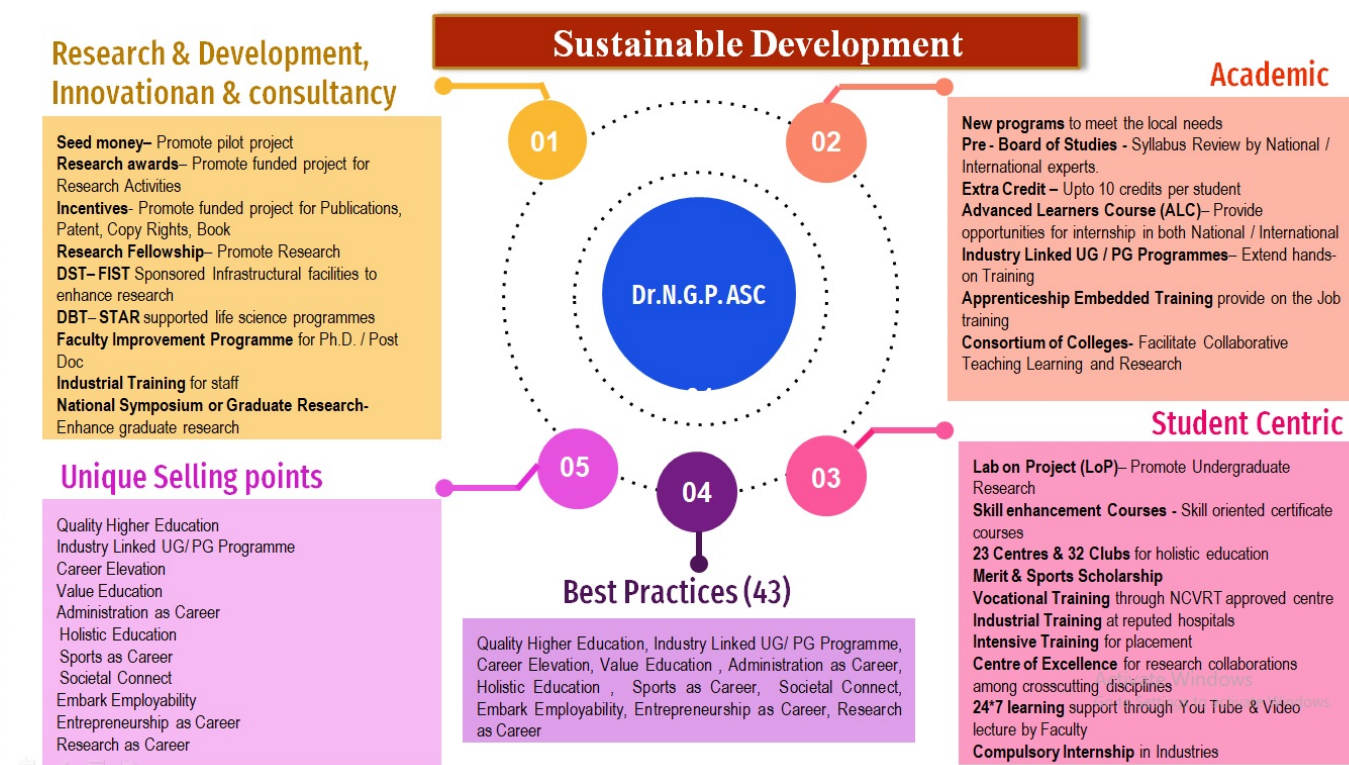 Sustainable Development
Research & Development,
Innovationan & consultancy
Seed money– Promote pilot project
Research awards– Promote funded project for
Research Activities
Incentives- Promote funded project for Publications,
Patent, Copy Rights, Book
Research Fellowship– Promote Research
DST– FIST Sponsored Infrastructural facilities to
enhance research
DBT– STAR supported life science programmes
Faculty Improvement Programme for Ph.D. / Post
Doc
Industrial Training for staff
National Symposium or Graduate Research-
Enhance graduate research
01
02
Academic
New programs to meet the local needs
Pre - Board of Studies - Syllabus Review by National /
International experts.
Extra Credit – Upto 10 credits per student
Advanced Learners Course (ALC)– Provide
opportunities for internship in both National / International
Industry Linked UG / PG Programmes– Extend hands-
on Training
Apprenticeship Embedded Training provide on the Job
training
Consortium of Colleges- Facilitate Collaborative
Teaching Learning and Research
Dr.N.G.P. ASC
05
04
03
Student Centric
Lab on Project (LoP)– Promote Undergraduate
Research
Skill enhancement Courses - Skill oriented certificate
courses
23 Centres & 32 Clubs for holistic education
Merit & Sports Scholarship
Vocational Training through NCVRT approved centre
Industrial Training at reputed hospitals
Intensive Training for placement
Centre of Excellence for research collaborations
among crosscutting disciplines
24*7 learning support through You Tube & Video
lecture by Faculty
Compulsory Internship in Industries
Activate Windows
Best Practices (43)
Quality Higher Education, Industry Linked UG/ PG Programme,
Career Elevation, Value Education , Administration as Career,
Holistic Education , Sports as Career, Societal Connect,
Embark Employability, Entrepreneurship as Career, Research
as Career
Unique Selling points
Quality Higher Education
Industry Linked UG/ PG Programme
Career Elevation
Value Education
Administration as Career
Holistic Education
Sports as Career
Societal Connect
Embark Employability
Entrepreneurship as Career
Research as Career